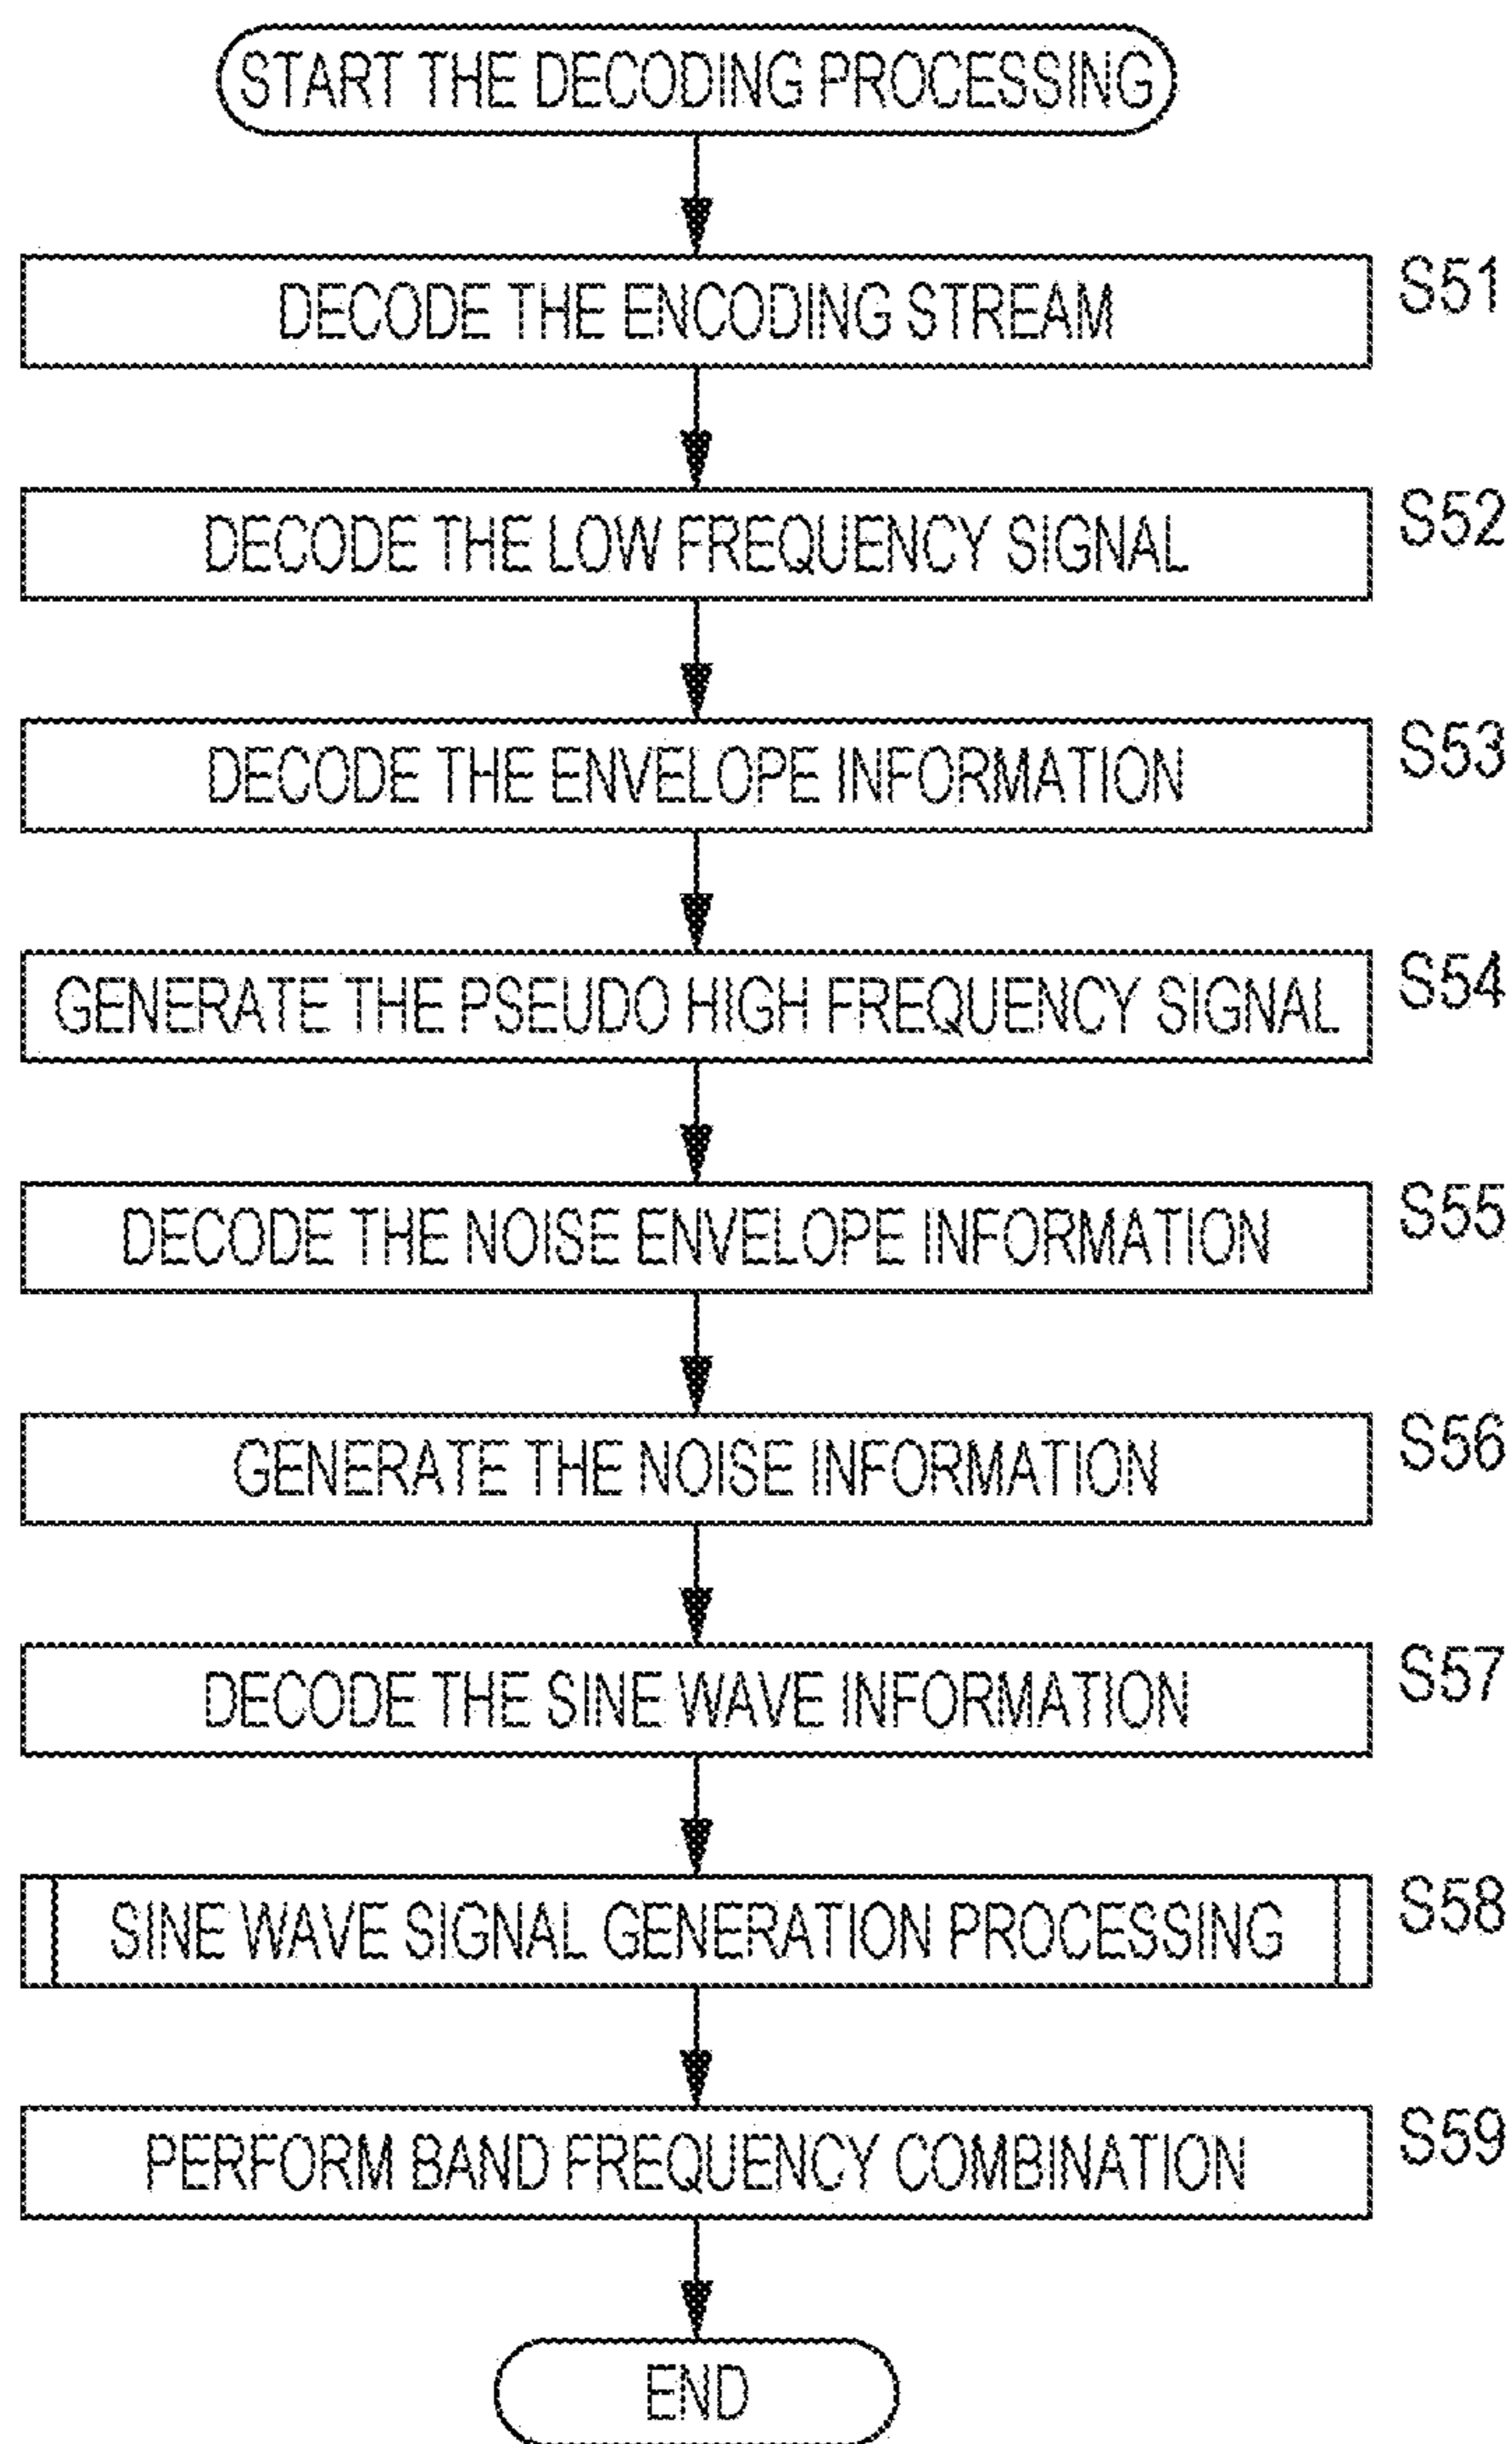 START THE DECODING PROCESSING
DECODE THE ENCODING STREAM S51
DECODE THE LOW FREQUENCY SIGNAL S52
DECODE THE ENVELOPE INFORMATION S53
GENERATE THE PSEUDO HIGH FREQUENCY SIGNAL S54
DECODE THE NOISE ENVELOPE INFORMATION S55
GENERATE THE NOISE INFORMATION S56
DECODE THE SINE WAVE INFORMATION S57
SINE WAVE SIGNAL GENERATION PROCESSING S58
PERFORM BAND FREQUENCY COMBINATION S59
END